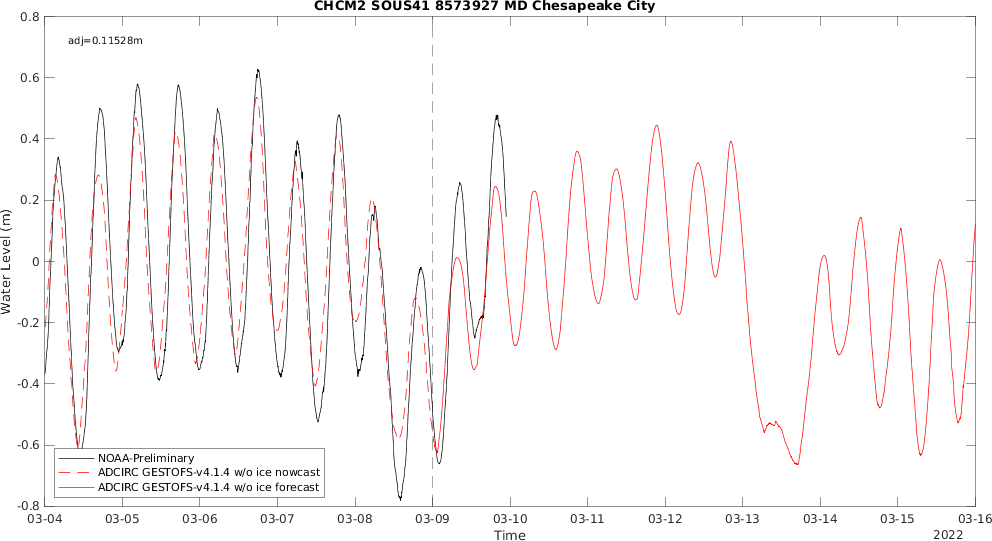 CHCM2 SOUS41 8573927 MD Chesapeake City
adj=0.11528m
0.8
0.6
0.4
0.2
0
-0.2
-0.4
-0.6
-0.8
Water Level (m)
NOAA-Preliminary
ADCIRC GESTOFS-v4.1.4 w/o ice nowcast
ADCIRC GESTOFS-v4.1.4 w/o ice forecast
03-04 03-05 03-06 03-07 03-08 03-09 03-10 03-11 03-12 03-13 03-14 03-15 03-16
Time
2022